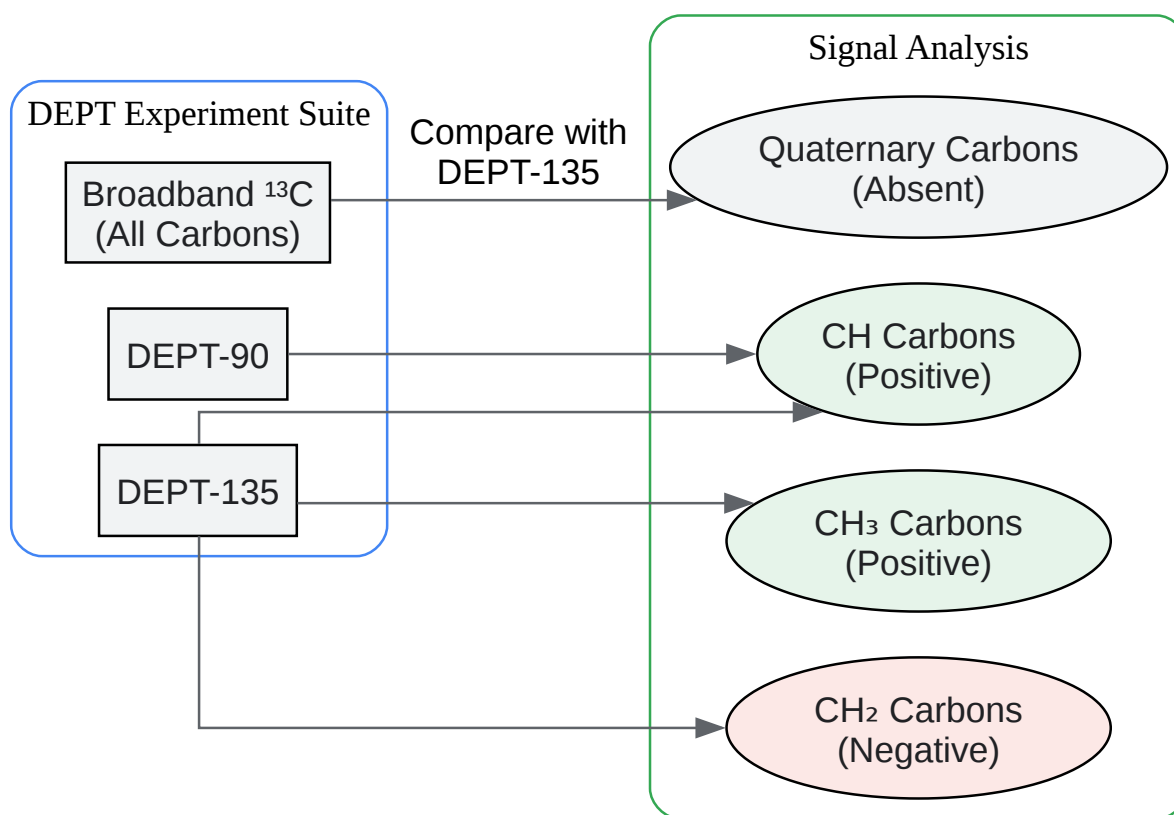 DEPT Experiment Suite
Broadband ¹³C
(All Carbons)
DEPT-90
DEPT-135
Compare with
DEPT-135
Signal Analysis
Quaternary Carbons
(Absent)
CH Carbons
(Positive)
CH₃ Carbons
(Positive)
CH₂ Carbons
(Negative)